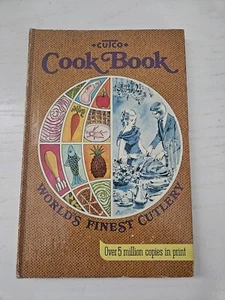 CUTCO
Cook Book
WORLD'S FINEST CUTLERY
Over 5 million copies in print